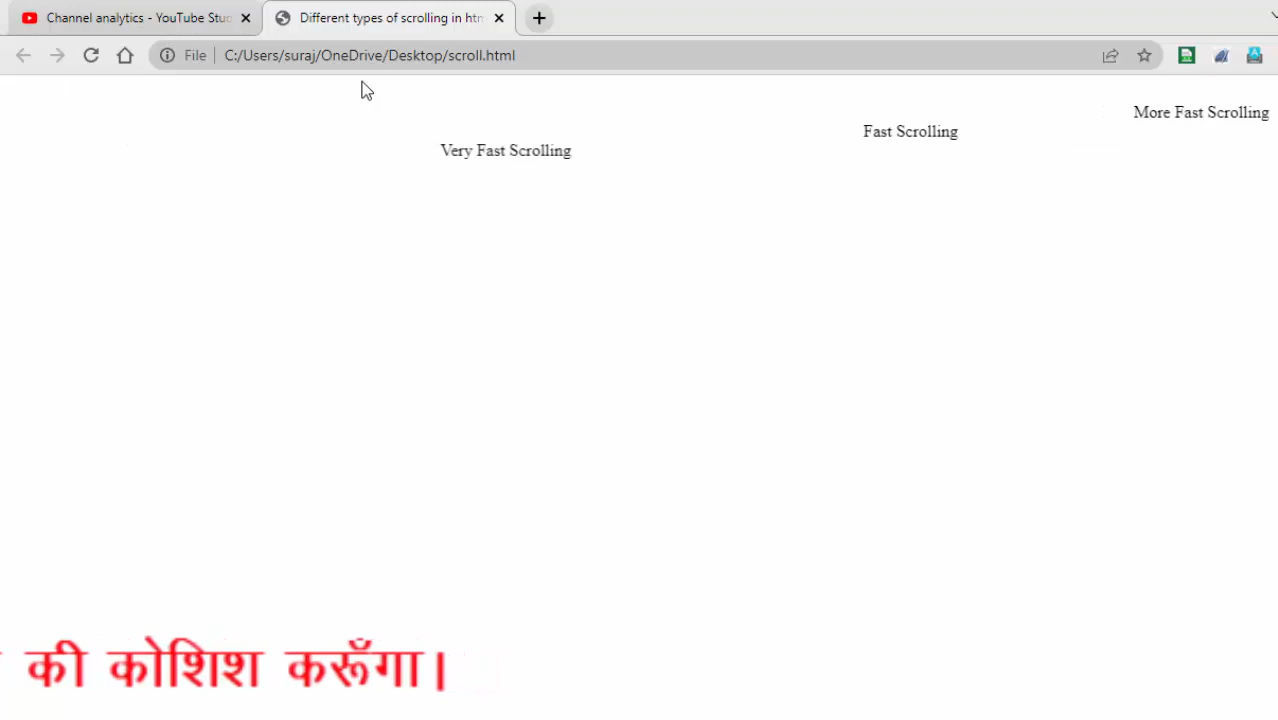 Channel analytics - YouTube Stu
Different types of scrolling in htm
File
C:/Users/suraj/OneDrive/Desktop/scroll.html
More Fast Scrolling
Fast Scrolling
Very Fast Scrolling
की कोशिश करूँगा।